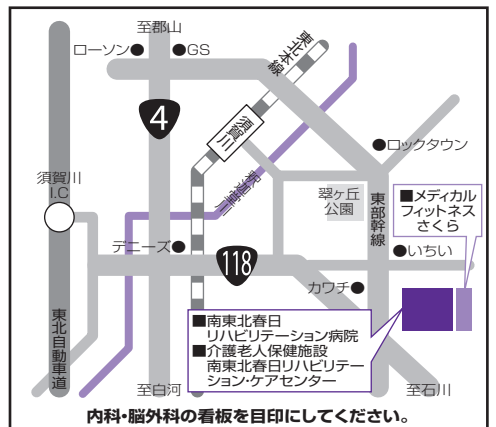 至郡山
ローソン●
●GS
東北本線
4
須賀川
●ロックタウン
須賀川
I.C
釈迦堂川
翠ヶ丘
公園
東部幹線
■メディカル
フィットネス
さくら
デニーズ●
118
●いちい
カワチ●
東北自動車道
■南東北春日
リハビリテーション病院
■介護老人保健施設
南東北春日リハビリテー
ション・ケアセンター
至白河
至石川
内科・脳外科の看板を目印にしてください。